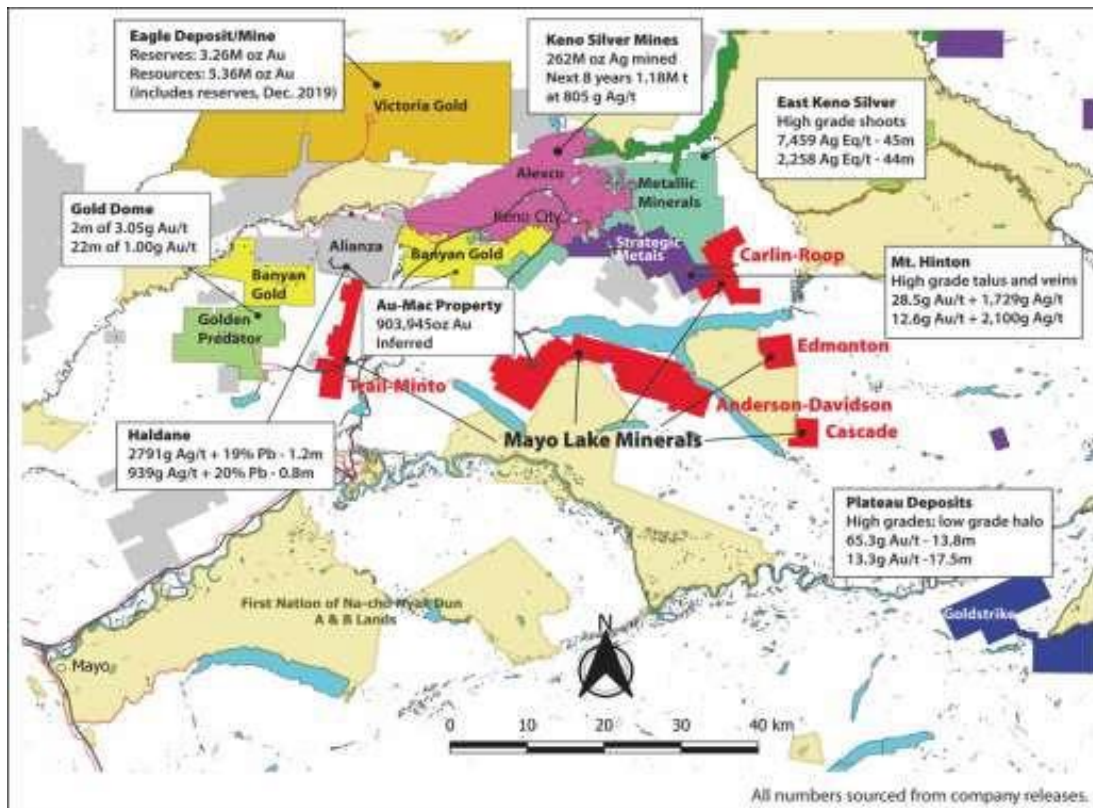 Eagle Deposit/Mine
Reserves: 3.26M oz Au
Resources: 5.36M oz Au
(includes reserves, Dec. 2019)
Victoria Gold
Keno Silver Mines
262M oz Ag mined
Next 8 years 1.18M t
at 805 g Ag/t
East Keno Silver
High grade shoots
7,459 Ag Eq/t - 45m
2,258 Ag Eq/t - 44m
Alexco
Metallic
Minerals
Keno City
Gold Dome
2m of 3.05g Au/t
22m of 1.00g Au/t
Alianza
Banyan Gold
Strategic
Metals
Carlin-Roop
Mt. Hinton
High grade talus and veins
28.5g Au/t + 1,729g Ag/t
12.6g Au/t + 2,100g Ag/t
Banyan
Gold
Golden
Predator
Au-Mac Property
903,945oz Au
Inferred
Edmonton
Trail-Minto
Anderson-Davidson
Mayo Lake Minerals
Cascade
Haldane
2791g Ag/t + 19% Pb - 1.2m
939g Ag/t + 20% Pb - 0.8m
Plateau Deposits
High grades: low grade halo
65.3g Au/t - 13.8m
13.3g Au/t -17.5m
Goldstrike
First Nation of Na-cho Nyak Dun
A & B Lands
Mayo
N
0 10 20 30 40 km
All numbers sourced from company releases.